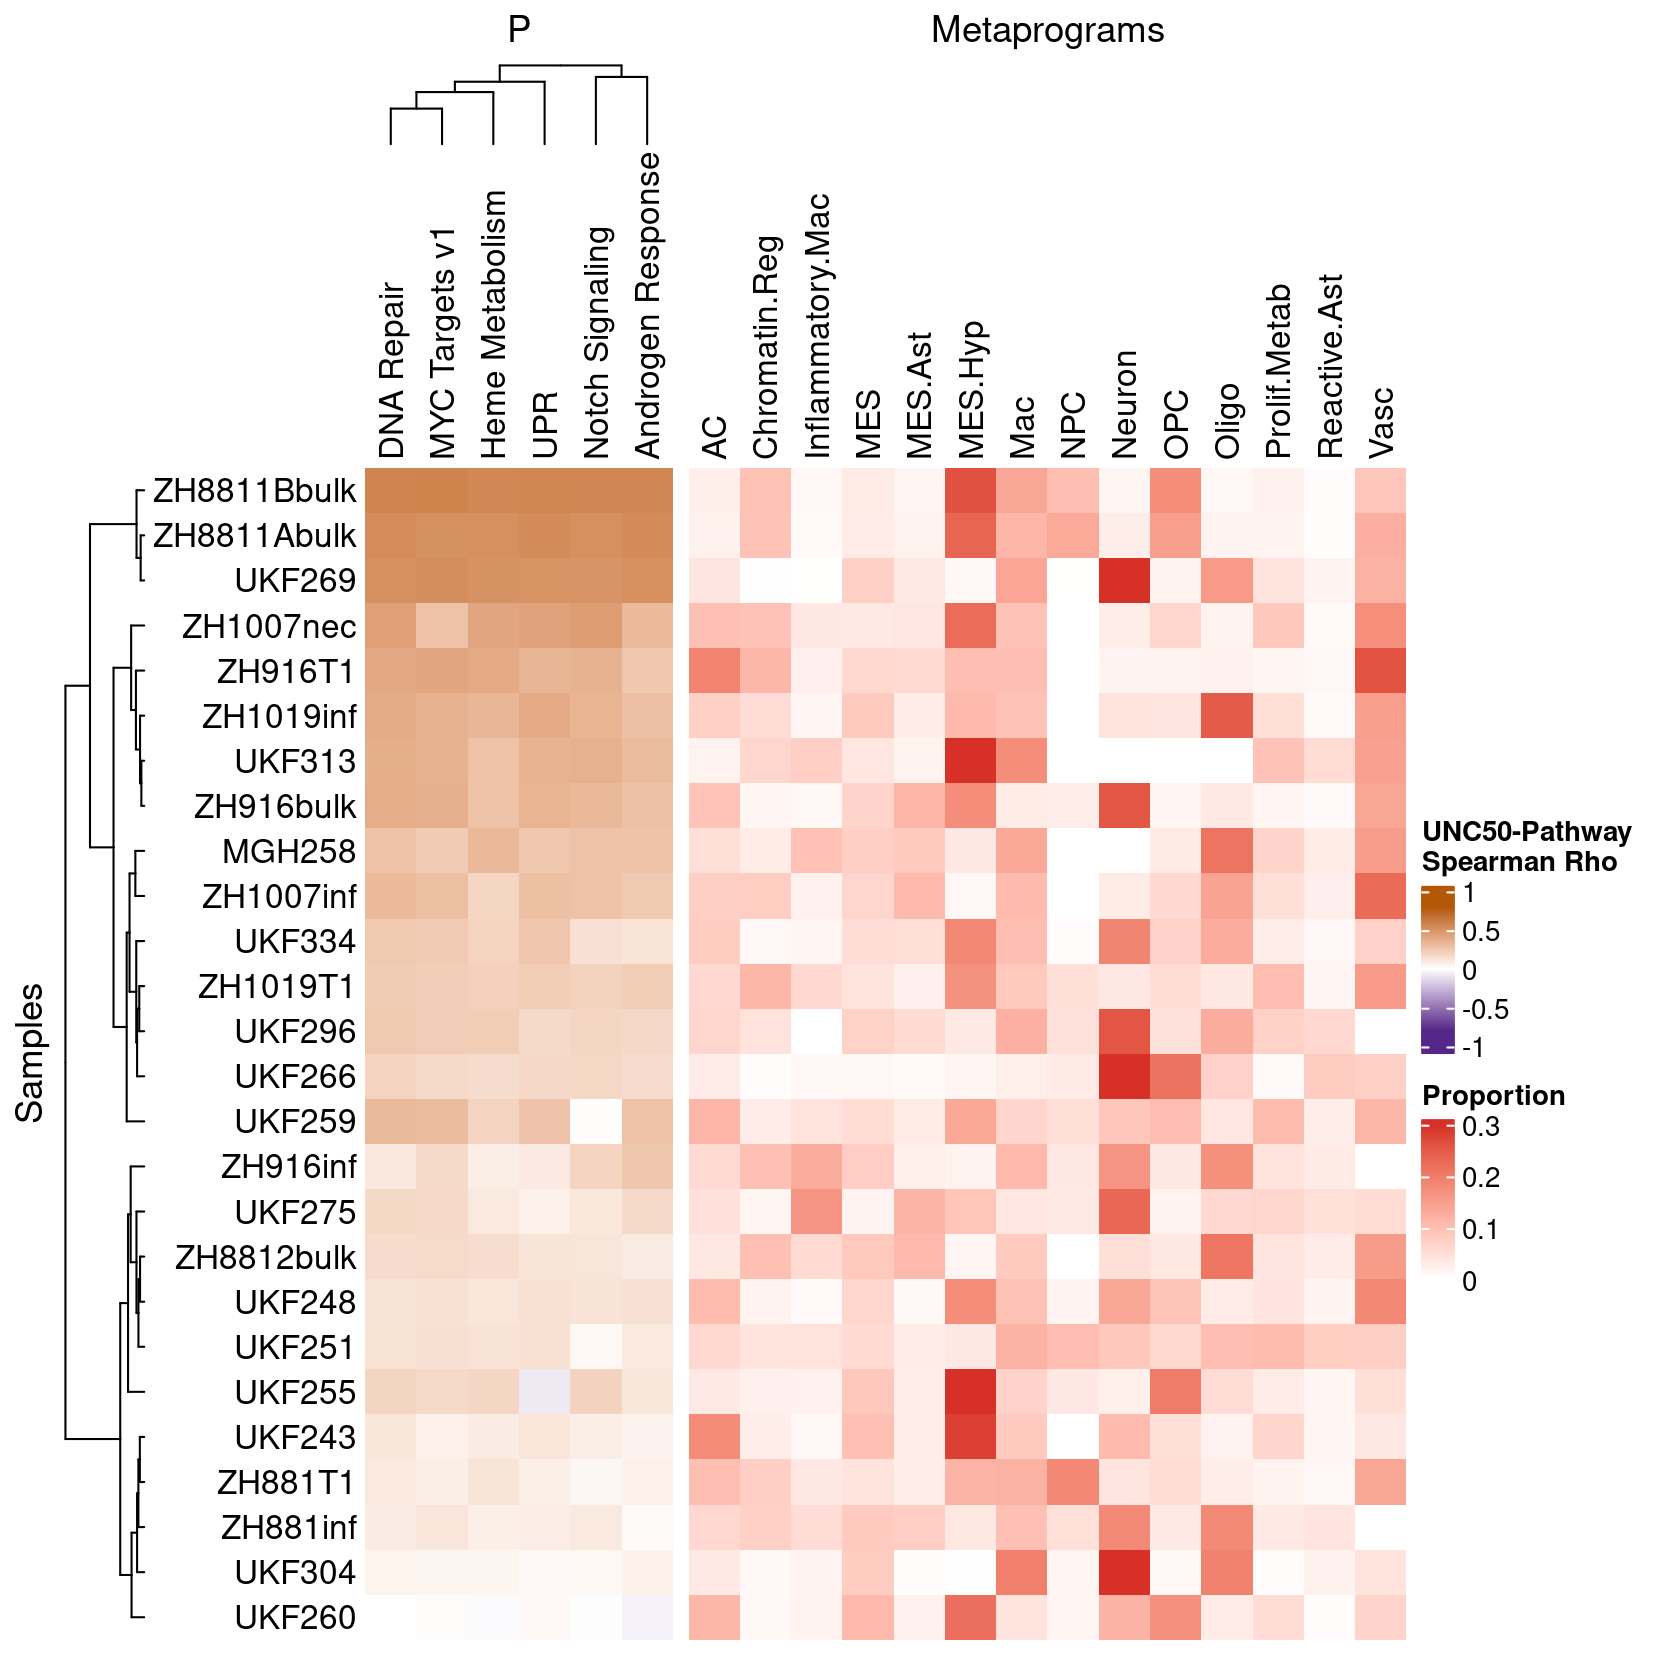 P
Metaprograms
DNA Repair
MYC Targets v1
Heme Metabolism
UPR
Notch Signaling
Androgen Response
AC
Chromatin.Reg
Inflammatory.Mac
MES
MES.Ast
MES.Hyp
Mac
NPC
Neuron
OPC
Oligo
Prolif.Metab
Reactive.Ast
Vasc
Samples
ZH8811Bbulk
ZH8811Abulk
UKF269
ZH1007nec
ZH916T1
ZH1019inf
UKF313
ZH916bulk
MGH258
ZH1007inf
UKF334
ZH1019T1
UKF296
UKF266
UKF259
ZH916inf
UKF275
ZH8812bulk
UKF248
UKF251
UKF255
UKF243
ZH881T1
ZH881inf
UKF304
UKF260
UNC50-Pathway
Spearman Rho
1
0.5
0
-0.5
-1
Proportion
0.3
0.2
0.1
0